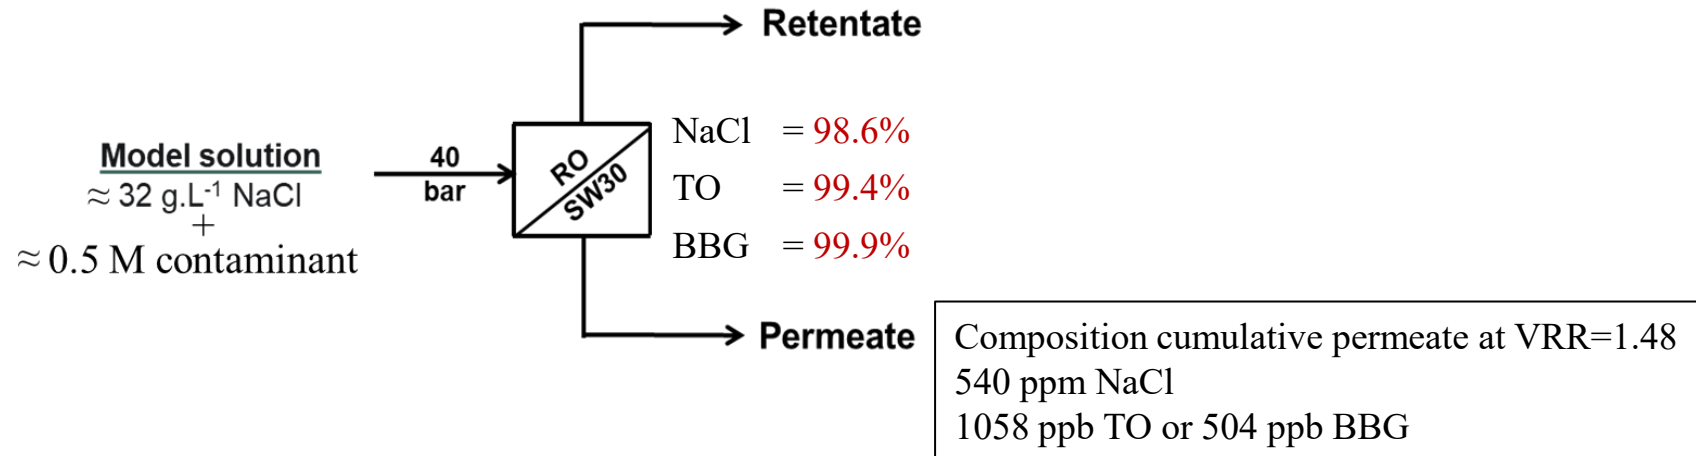 Retentate
Model solution
≈ 32 g.L-1 NaCl
+
≈ 0.5 M contaminant
40
bar
RO
SW30
NaCl = 98.6%
TO = 99.4%
BBG = 99.9%
Permeate
Composition cumulative permeate at VRR=1.48
540 ppm NaCl
1058 ppb TO or 504 ppb BBG